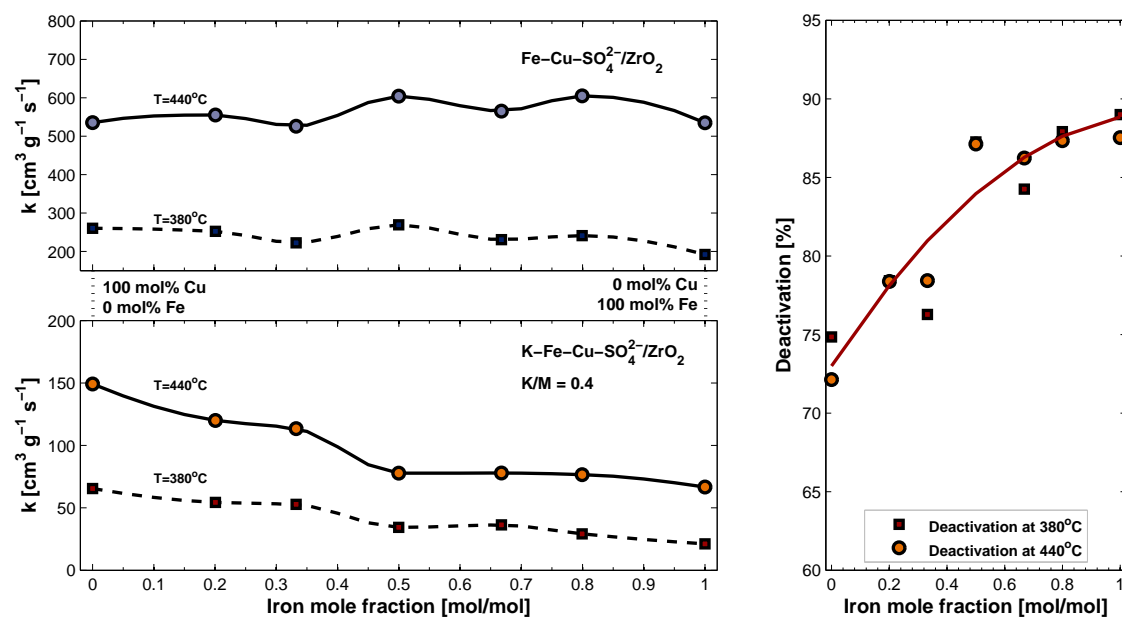 800
700
600
500
400
300
200
k [cm³ g⁻¹ s⁻¹]
Fe−Cu−SO₄²⁻/ZrO₂
T=440°C
T=380°C
100 mol% Cu
0 mol% Fe
0 mol% Cu
100 mol% Fe
200
150
100
50
0
k [cm³ g⁻¹ s⁻¹]
K−Fe−Cu−SO₄²⁻/ZrO₂
K/M = 0.4
T=440°C
T=380°C
0 0.1 0.2 0.3 0.4 0.5 0.6 0.7 0.8 0.9 1
Iron mole fraction [mol/mol]
95
90
85
80
75
70
65
60
Deactivation [%]
Deactivation at 380°C
Deactivation at 440°C
0 0.2 0.4 0.6 0.8 1
Iron mole fraction [mol/mol]